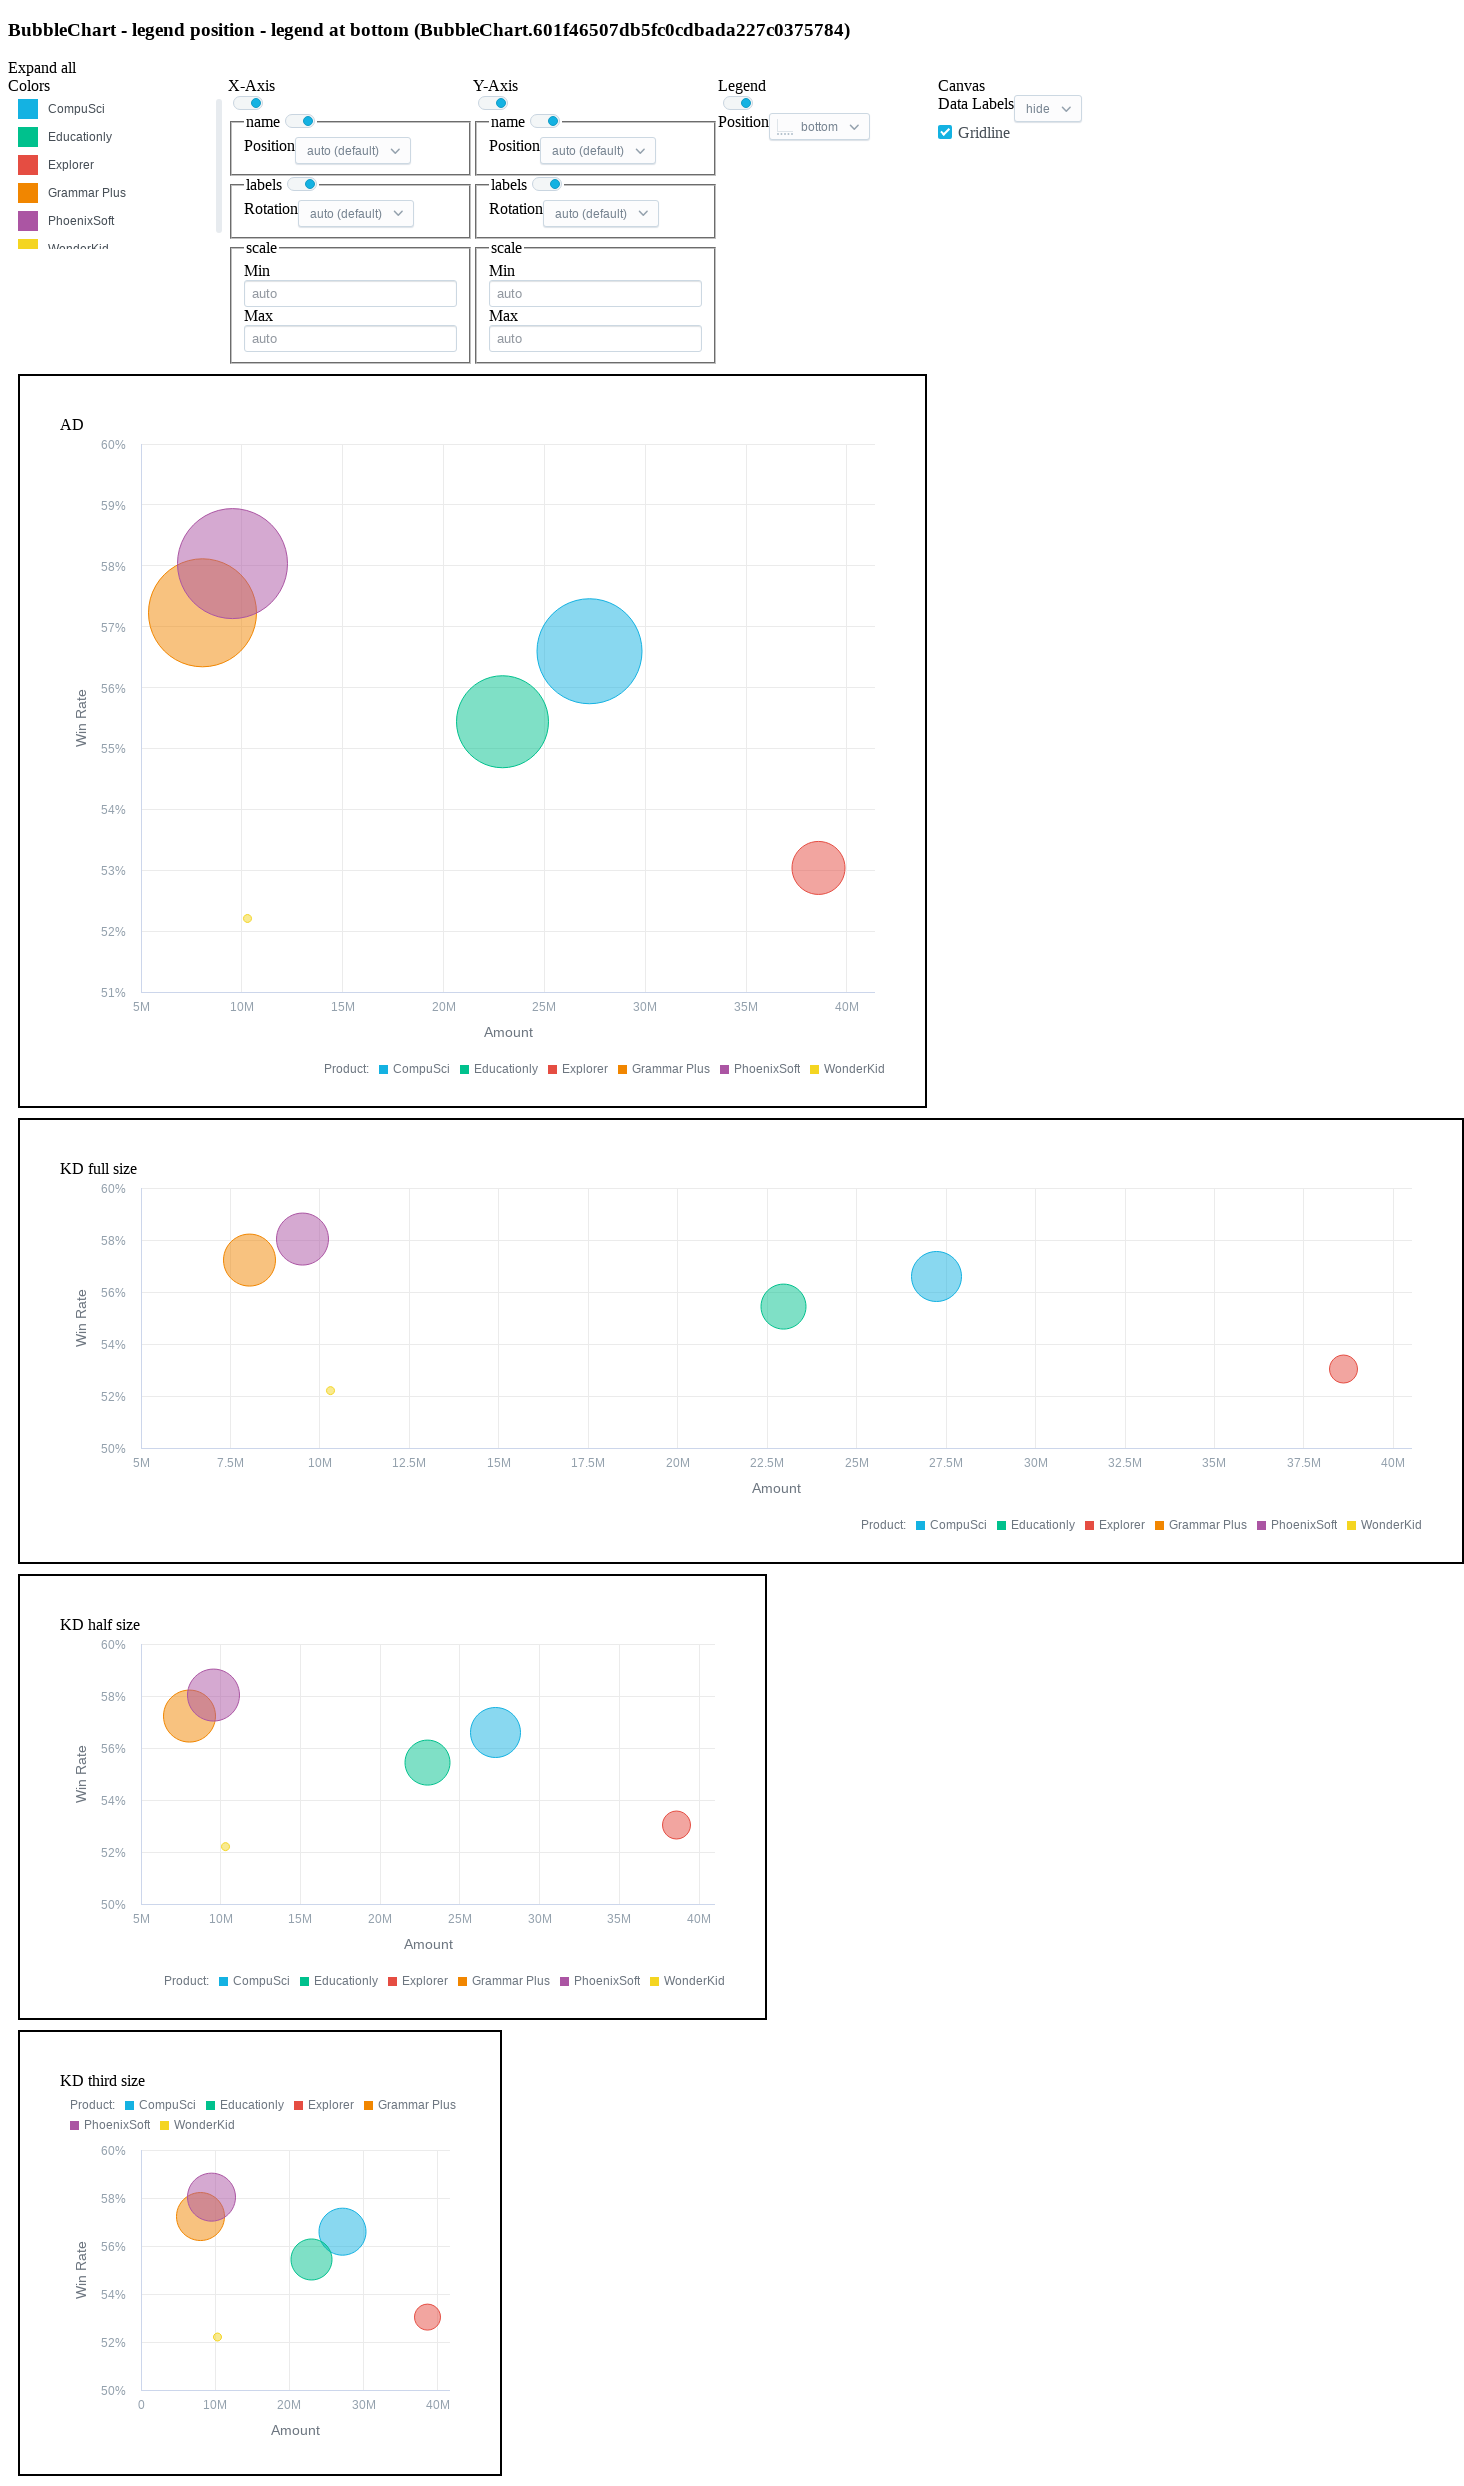 BubbleChart - legend position - legend at bottom (BubbleChart.601f46507db5fc0cdbada227c0375784)
Expand all
Colors
CompuSci
Educationly
Explorer
Grammar Plus
PhoenixSoft
WonderKid
X-Axis
name
Position auto (default)
labels
Rotation auto (default)
scale
Min
auto
Max
auto
Y-Axis
name
Position auto (default)
labels
Rotation auto (default)
scale
Min
auto
Max
auto
Legend
Position bottom
Canvas
Data Labels hide
Gridline
AD
60%
59%
58%
57%
56%
55%
54%
53%
52%
51%
Win Rate
5M 10M 15M 20M 25M 30M 35M 40M
Amount
Product: CompuSci Educationly Explorer Grammar Plus PhoenixSoft WonderKid
KD full size
60%
58%
56%
54%
52%
50%
Win Rate
5M 7.5M 10M 12.5M 15M 17.5M 20M 22.5M 25M 27.5M 30M 32.5M 35M 37.5M 40M
Amount
Product: CompuSci Educationly Explorer Grammar Plus PhoenixSoft WonderKid
KD half size
60%
58%
56%
54%
52%
50%
Win Rate
5M 10M 15M 20M 25M 30M 35M 40M
Amount
Product: CompuSci Educationly Explorer Grammar Plus PhoenixSoft WonderKid
KD third size
Product: CompuSci Educationly Explorer Grammar Plus
PhoenixSoft WonderKid
60%
58%
56%
54%
52%
50%
Win Rate
0 10M 20M 30M 40M
Amount